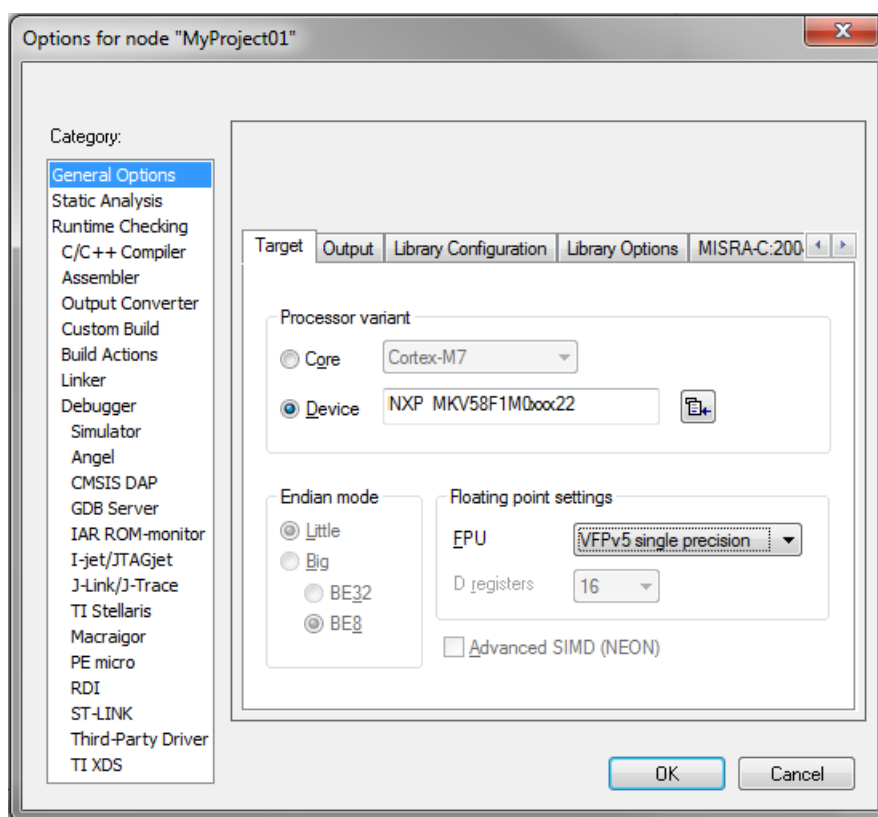 Options for node "MyProject01"
Category:
General Options
Static Analysis
Runtime Checking
C/C++ Compiler
Assembler
Output Converter
Custom Build
Build Actions
Linker
Debugger
Simulator
Angel
CMSIS DAP
GDB Server
IAR ROM-monitor
I-jet/JTAGjet
J-Link/J-Trace
TI Stellaris
Macraigor
PE micro
RDI
ST-LINK
Third-Party Driver
TI XDS
Target Output Library Configuration Library Options MISRA-C:200
Processor variant
Core Cortex-M7
Device NXP MKV58F1M0xxx22
Endian mode
Little
Big
BE32
BE8
Floating point settings
FPU VFPv5 single precision
D registers 16
Advanced SIMD (NEON)
OK Cancel